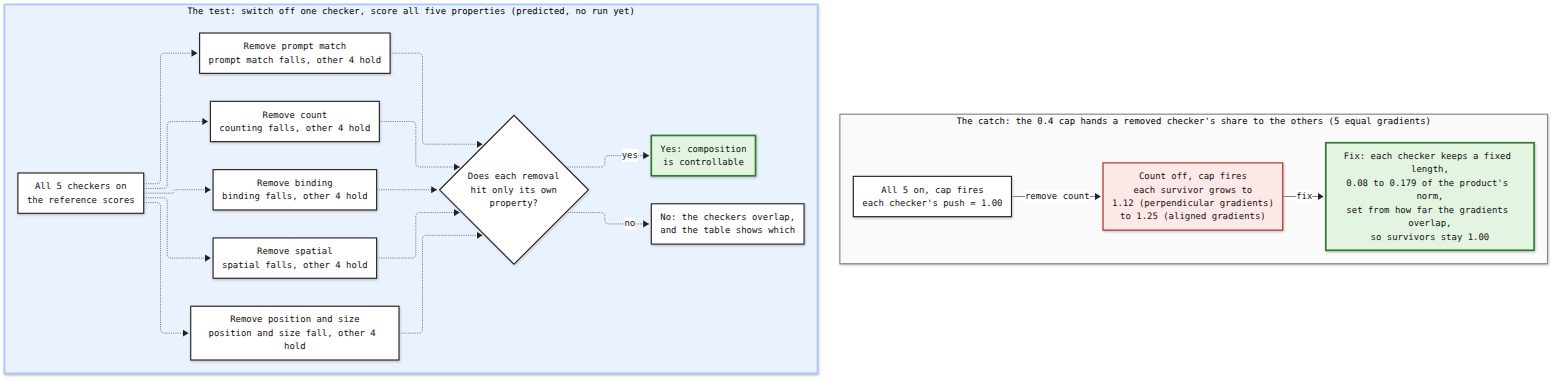 The test: switch off one checker, score all five properties (predicted, no run yet)
All 5 checkers on
the reference scores
Remove prompt match
prompt match falls, other 4 hold
Remove count
counting falls, other 4 hold
Remove binding
binding falls, other 4 hold
Remove spatial
spatial falls, other 4 hold
Remove position and size
position and size fall, other 4
hold
Does each removal
hit only its own
property?
yes
Yes: composition
is controllable
no
No: the checkers overlap,
and the table shows which
The catch: the 0.4 cap hands a removed checker's share to the others (5 equal gradients)
All 5 on, cap fires
each checker's push = 1.00
remove count
Count off, cap fires
each survivor grows to
1.12 (perpendicular gradients)
to 1.25 (aligned gradients)
fix
Fix: each checker keeps a fixed
length,
0.08 to 0.179 of the product's
norm,
set from how far the gradients
overlap,
so survivors stay 1.00